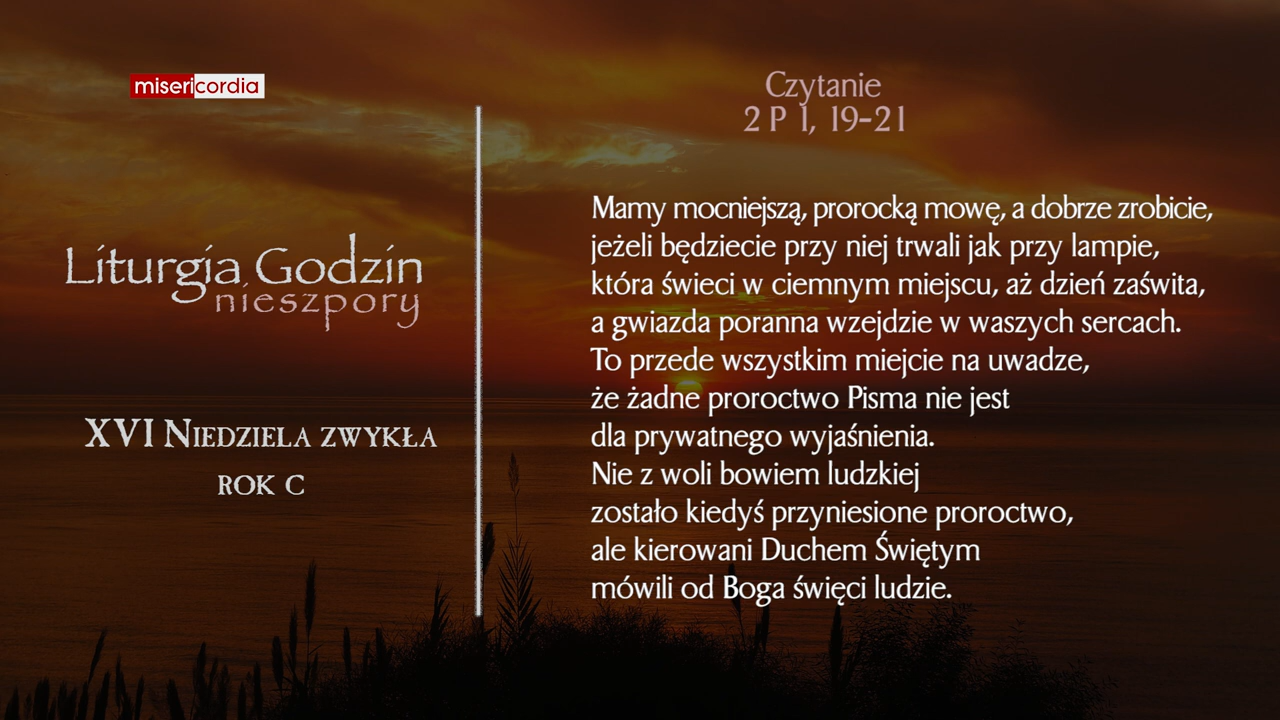 misericordia
Liturgia Godzin
nieszpory
XVI Niedziela zwykła
rok C
Czytanie
2 P 1, 19-21
Mamy mocniejszą, prorocką mowę, a dobrze zrobicie,
jeżeli będziecie przy niej trwali jak przy lampie,
która świeci w ciemnym miejscu, aż dzień zaświta,
a gwiazda poranna wzejdzie w waszych sercach.
To przede wszystkim miejcie na uwadze,
że żadne proroctwo Pisma nie jest
dla prywatnego wyjaśnienia.
Nie z woli bowiem ludzkiej
zostało kiedyś przyniesione proroctwo,
ale kierowani Duchem Świętym
mówili od Boga święci ludzie.